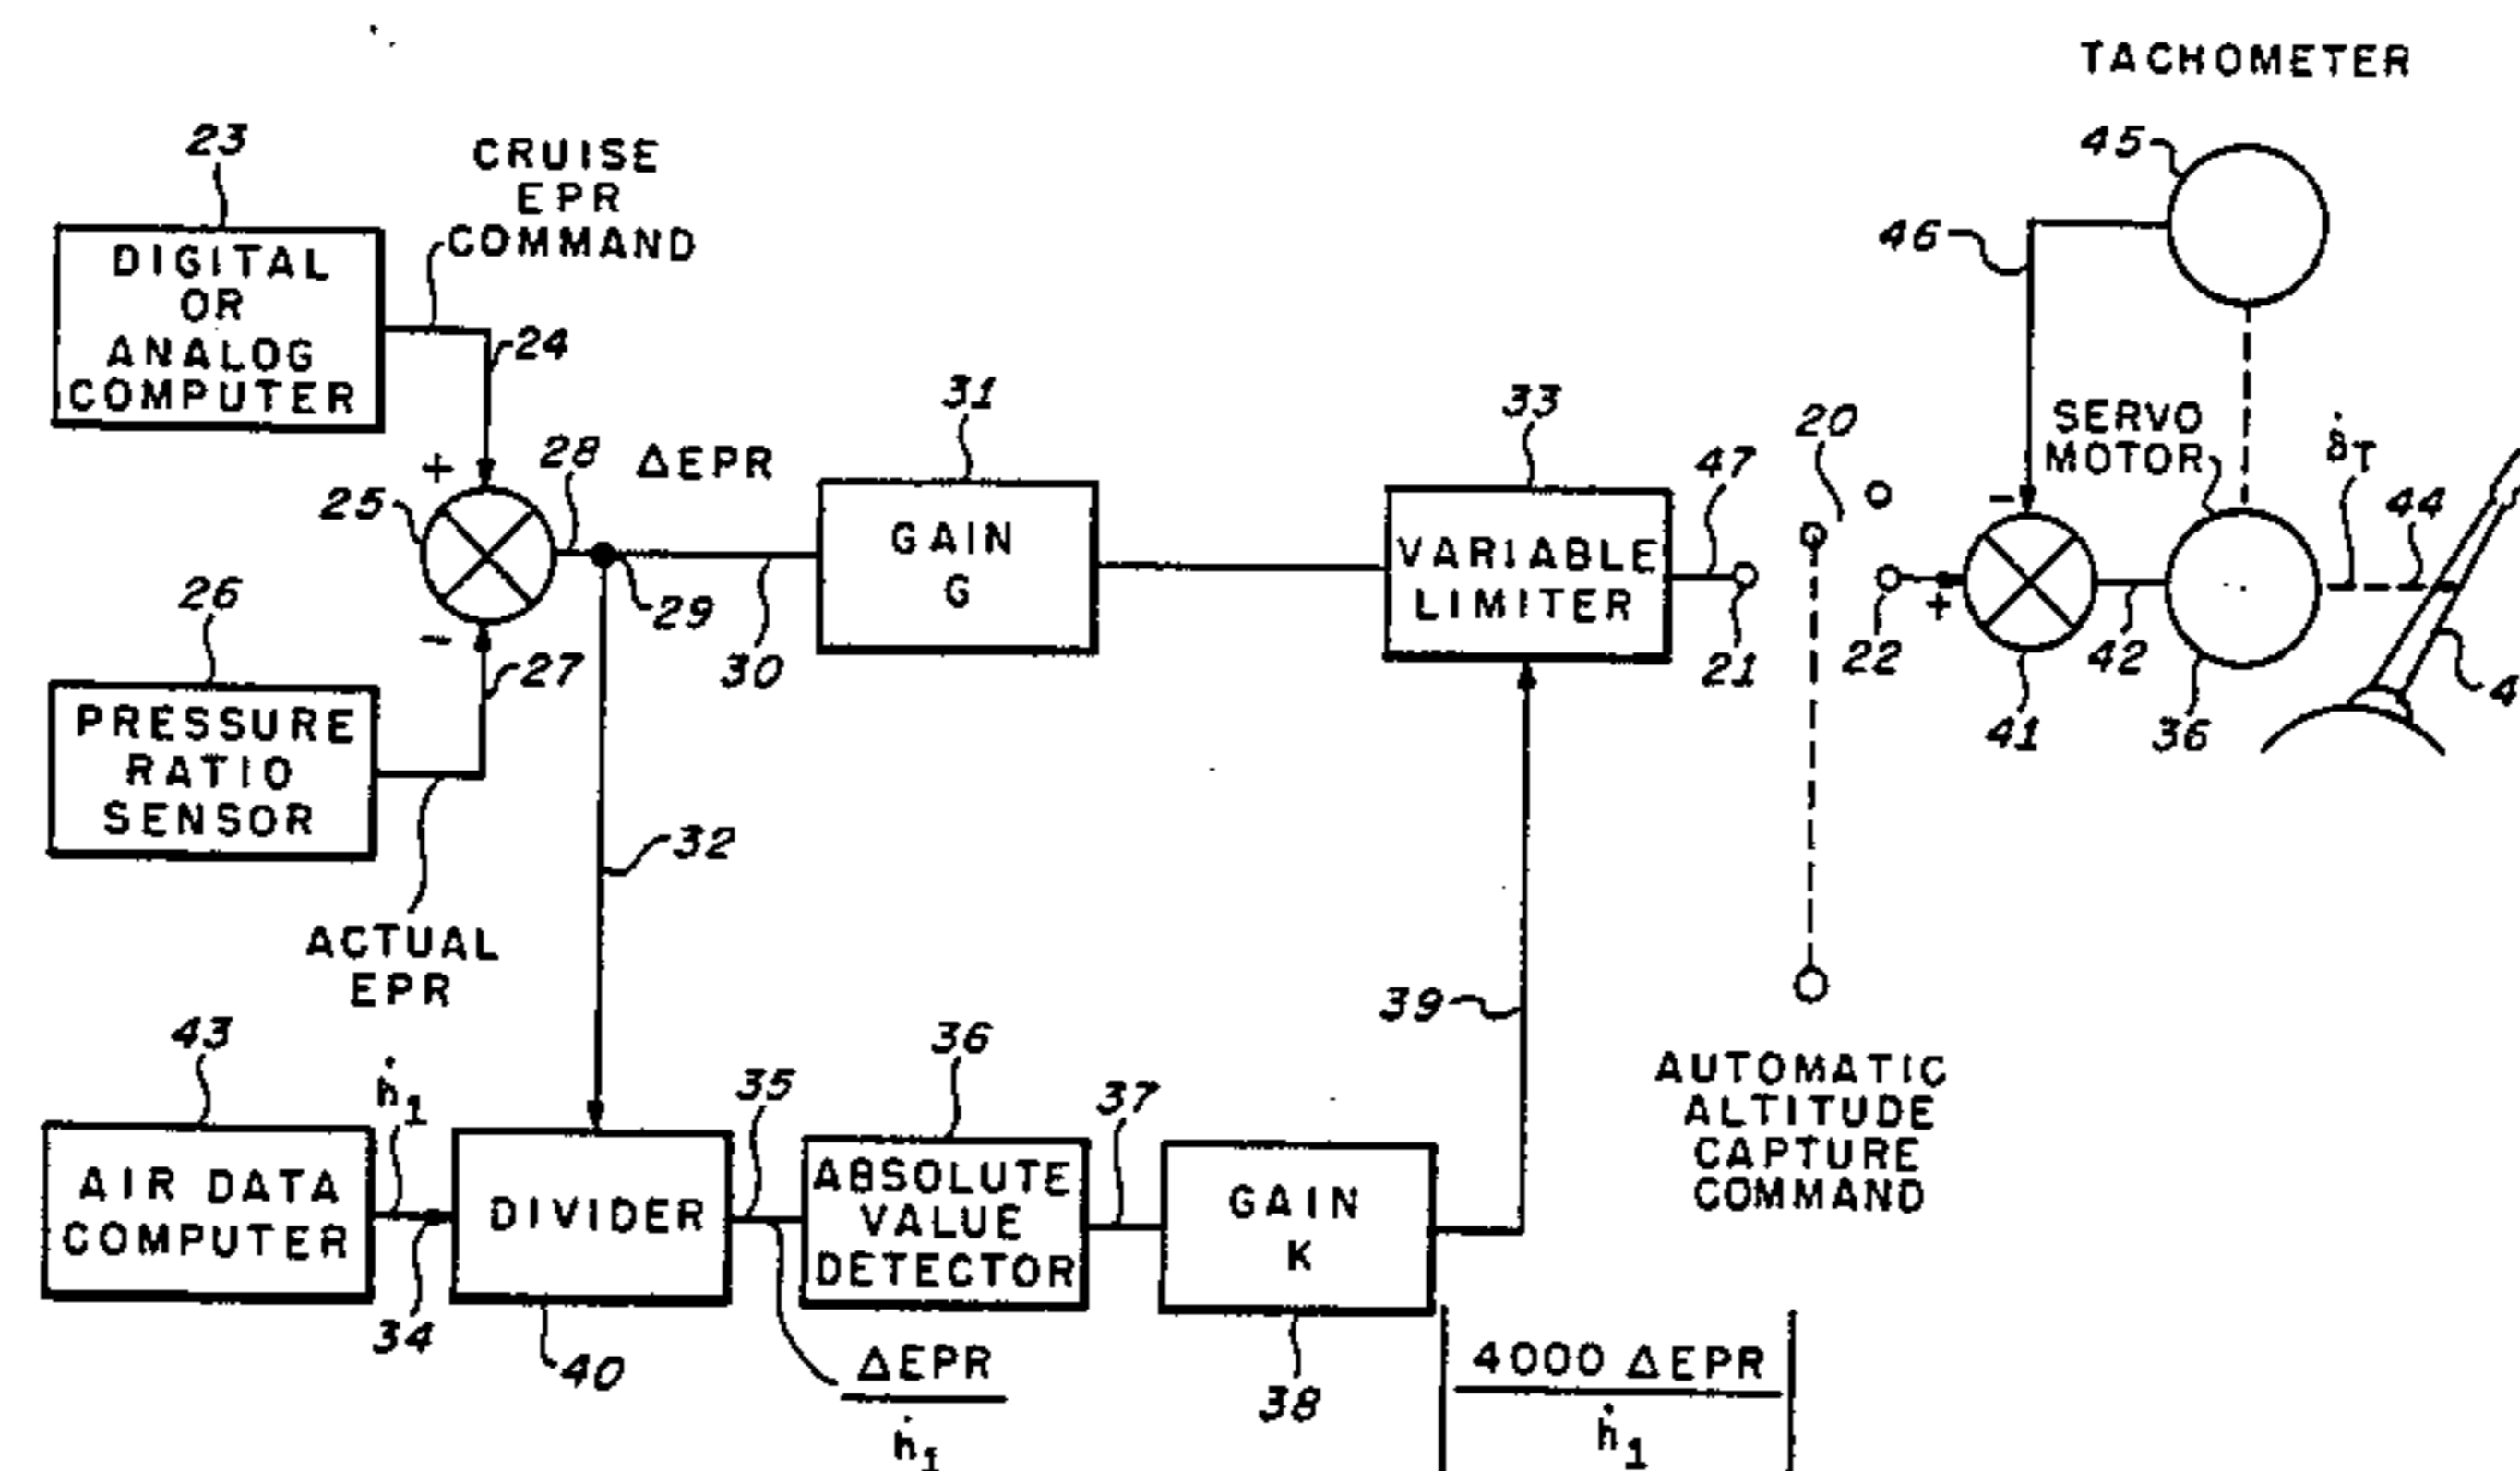 TACHOMETER
45
46
23
CRUISE
EPR
COMMAND
DIGITAL
OR
ANALOG
COMPUTER
24
+
25
28
ΔEPR
31
GAIN
G
29
30
33
VARIABLE
LIMITER
47
20
21
22
+
-
SERVO
MOTOR
δ̇T
44
41
42
36
4
26
-
27
PRESSURE
RATIO
SENSOR
32
ACTUAL
EPR
39
43
ḣ1
AIR DATA
COMPUTER
34
DIVIDER
40
35
36
ABSOLUTE
VALUE
DETECTOR
37
GAIN
K
38
AUTOMATIC
ALTITUDE
CAPTURE
COMMAND
ΔEPR
ḣ1
4000 ΔEPR
ḣ1